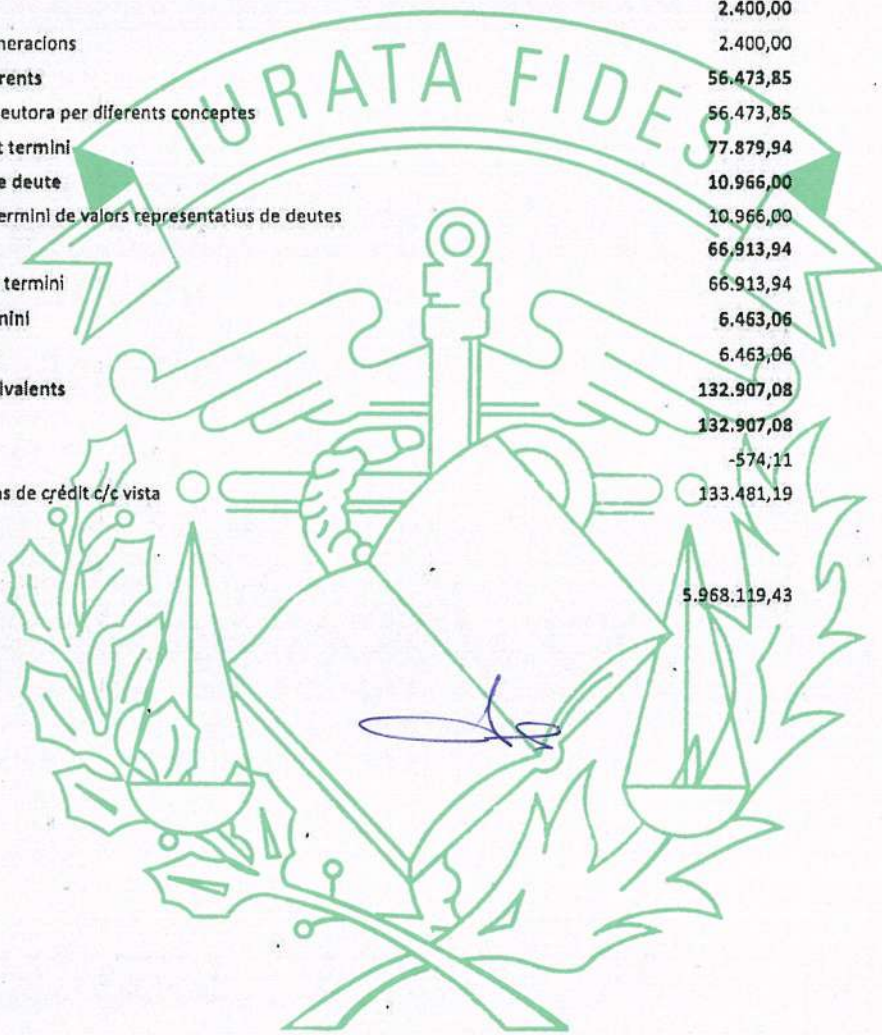 2.400,00
neracions 2.400,00
rents 56.473,85
eutora per diferents conceptes 56.473,85
t termini 77.879,94
e deute 10.966,00
ermini de valors representatius de deutes 10.966,00
66.913,94
termini 66.913,94
mini 6.463,06
6.463,06
ivalents 132.907,08
132.907,08
-574,11
ns de crèdit c/c vista 133.481,19
5.968.119,43
IURATA FIDES